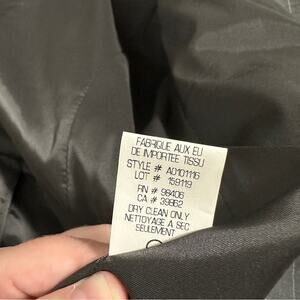 FABRIQUE AUX EU
DE IMPORTEE TISSU
STYLE # A0101116
LOT # 159119
RN # 98406
CA # 39962
DRY CLEAN ONLY
NETTOYAGE A SEC
SEULEMENT